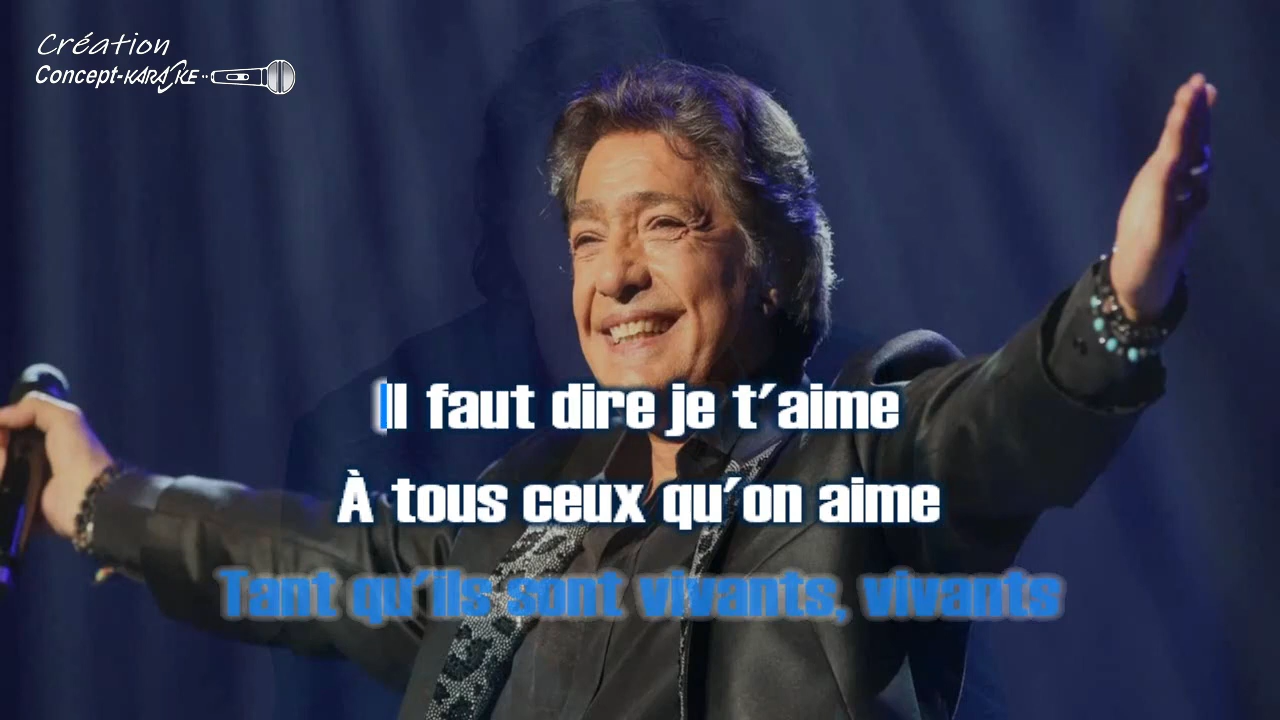 Création
Concept-KARAOKE
Il faut dire je t'aime
À tous ceux qu'on aime
Tant qu'ils sont vivants, vivants